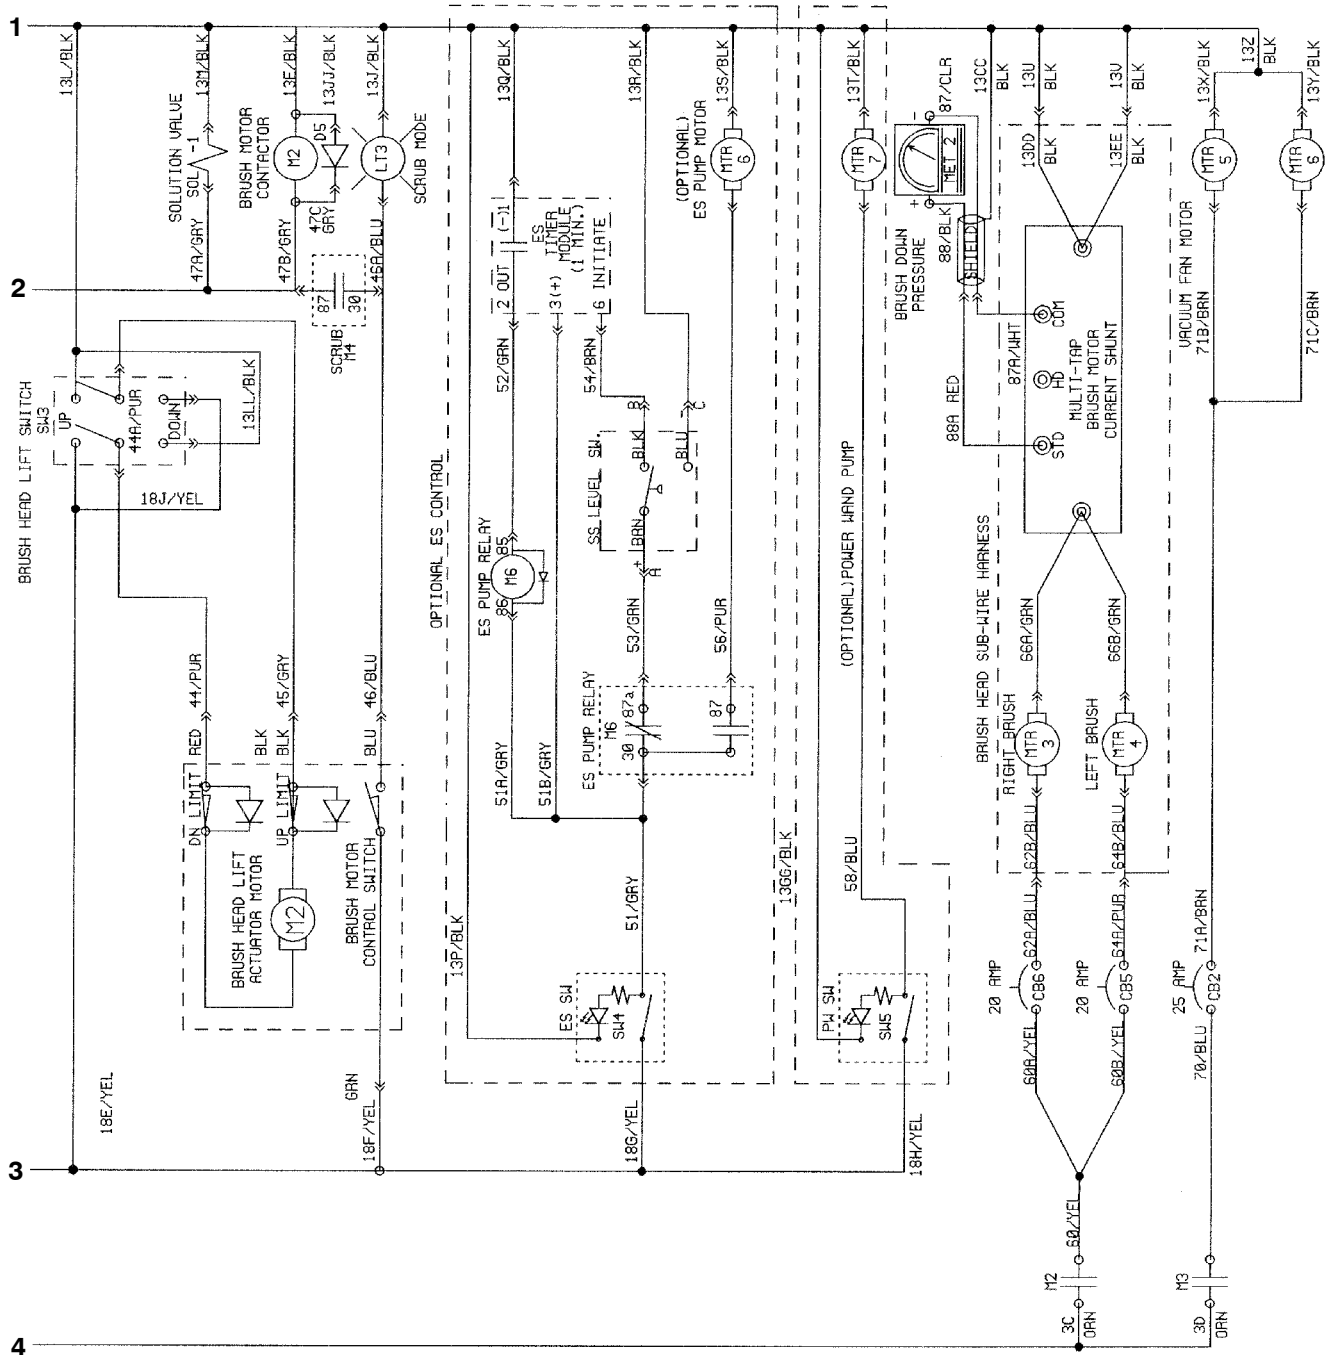 1
13L/BLK
13M/BLK
13E/BLK
13JJ/BLK
13J/BLK
13Q/BLK
13R/BLK
13S/BLK
13T/BLK
87/CLR
13CC
BLK
13U
BLK
13V
BLK
13X/BLK
13Z
BLK
13Y/BLK
SOLUTION VALVE
SOL -1
BRUSH MOTOR
CONTACTOR
M2
D5
LT3
SCRUB MODE
47A/GRY
47B/GRY
47C
GRY
46A/BLU
2
87
30
SCRUB
M4
(-)1
ES
TIMER
MODULE
(1 MIN.)
2 OUT
3(+)
6 INITIATE
(OPTIONAL)
ES PUMP MOTOR
MTR
6
MTR
7
-
MET 2
+
88/BLK
SHIELD
BRUSH DOWN
PRESSURE
13DD
BLK
13EE
BLK
MTR
5
MTR
6
VACUUM FAN MOTOR
71B/BRN
71C/BRN
COM
HD
STD
87A/WHT
88A RED
MULTI-TAP
BRUSH MOTOR
CURRENT SHUNT
BRUSH HEAD LIFT SWITCH
SW3
UP
44A/PUR
DOWN
13LL/BLK
18J/YEL
52/GRN
54/BRN
B
-
C
BLK
BLU
SS LEVEL SW.
BRN
+
A
OPTIONAL ES CONTROL
ES PUMP RELAY
85
M6
86
53/GRN
56/PUR
(OPTIONAL)POWER WAND PUMP
BRUSH HEAD SUB-WIRE HARNESS
66A/GRN
66B/GRN
44/PUR
45/GRY
46/BLU
RED
BLK
BLK
BLU
ES PUMP RELAY
M6
87a
30
87
RIGHT BRUSH
MTR
3
LEFT BRUSH
MTR
4
DN LIMIT
UP LIMIT
51A/GRY
51B/GRY
BRUSH HEAD LIFT
ACTUATOR MOTOR
M2
BRUSH MOTOR
CONTROL SWITCH
13P/BLK
51/GRY
13GG/BLK
58/BLU
62B/BLU
64B/BLU
62A/BLU
64A/PUR
71A/BRN
20 AMP
CB6
20 AMP
CB5
25 AMP
CB2
ES SW
SW4
PW SW
SW5
60A/YEL
60B/YEL
70/BLU
18E/YEL
GRN
18F/YEL
18G/YEL
18H/YEL
3
60/YEL
M2
M3
3C
ORN
3D
ORN
4